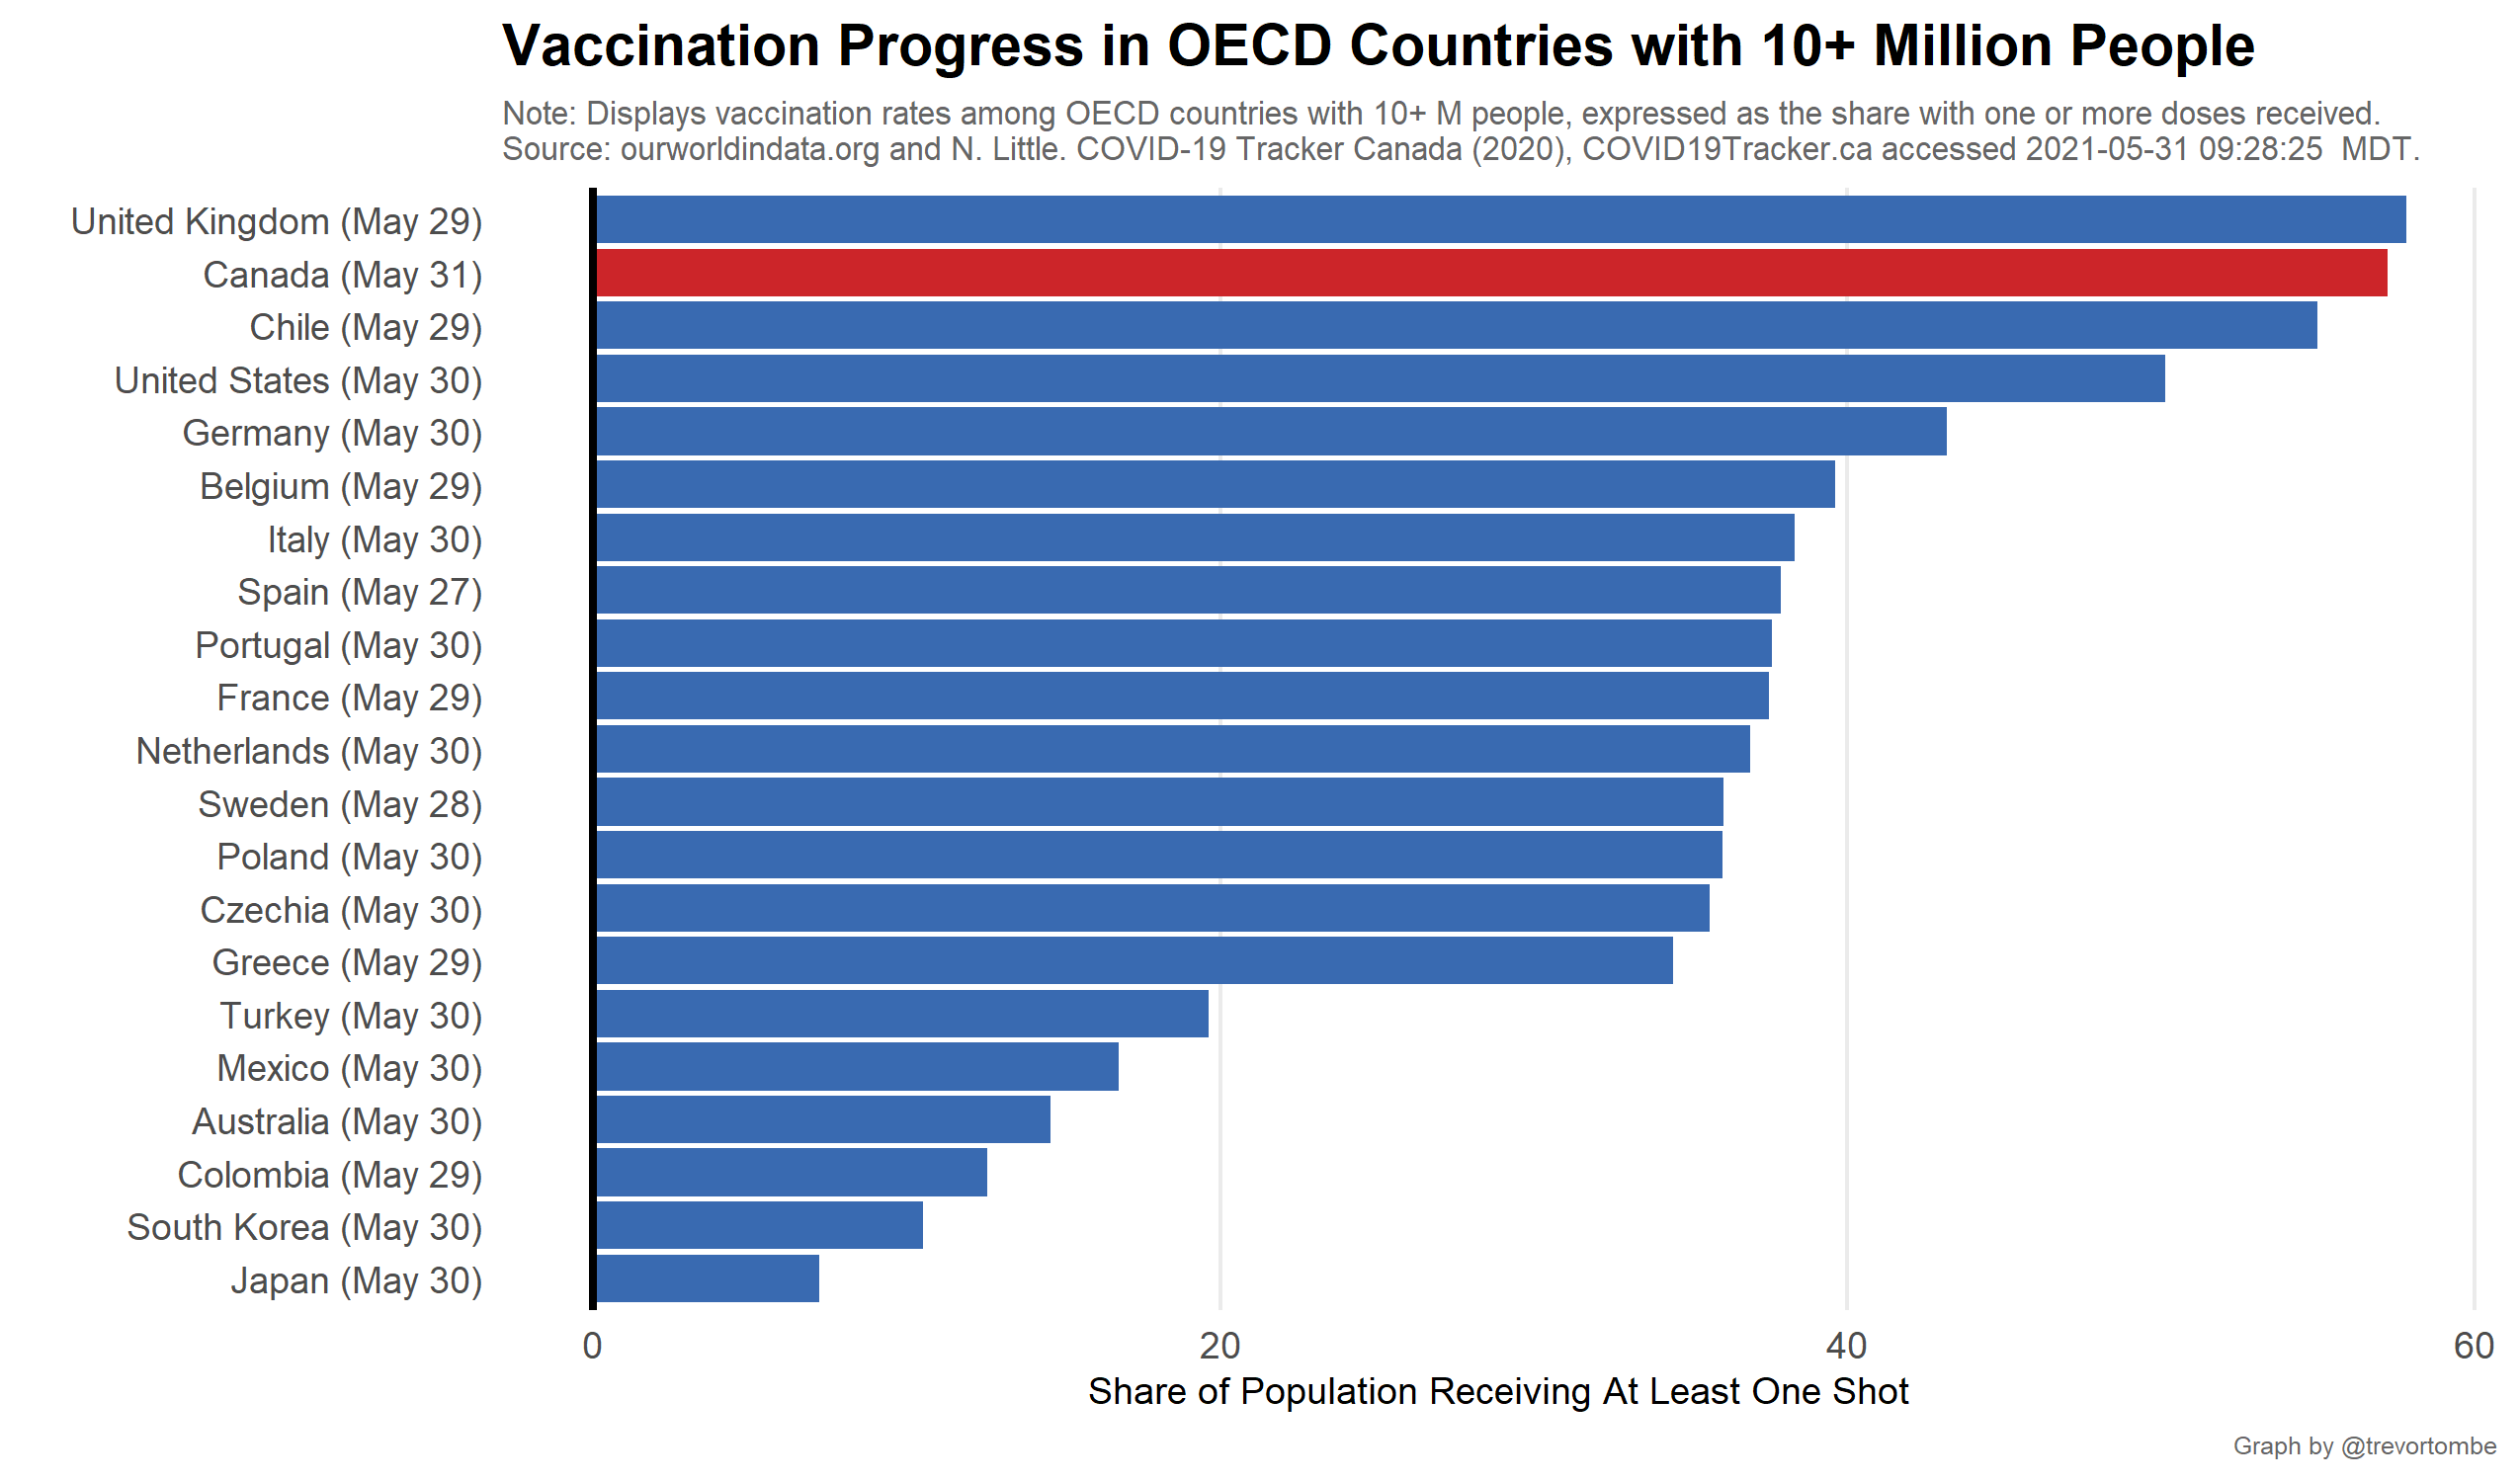 Vaccination Progress in OECD Countries with 10+ Million People
Note: Displays vaccination rates among OECD countries with 10+ M people, expressed as the share with one or more doses received.
Source: ourworldindata.org and N. Little. COVID-19 Tracker Canada (2020), COVID19Tracker.ca accessed 2021-05-31 09:28:25  MDT.
United Kingdom (May 29)
Canada (May 31)
Chile (May 29)
United States (May 30)
Germany (May 30)
Belgium (May 29)
Italy (May 30)
Spain (May 27)
Portugal (May 30)
France (May 29)
Netherlands (May 30)
Sweden (May 28)
Poland (May 30)
Czechia (May 30)
Greece (May 29)
Turkey (May 30)
Mexico (May 30)
Australia (May 30)
Colombia (May 29)
South Korea (May 30)
Japan (May 30)
0 20 40 60
Share of Population Receiving At Least One Shot
Graph by @trevortombe